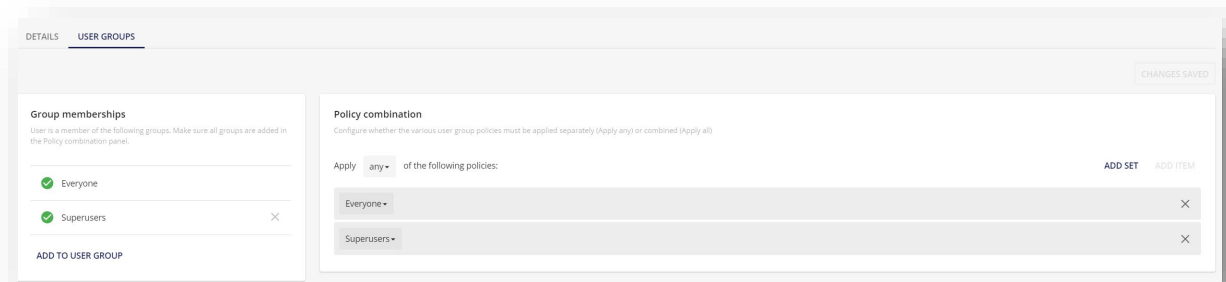 DETAILS USER GROUPS
CHANGES SAVED
Group memberships
User is a member of the following groups. Make sure all groups are added in
the Policy combination panel.
Everyone
Superusers
ADD TO USER GROUP
Policy combination
Configure whether the various user group policies must be applied separately (Apply any) or combined (Apply all)
Apply any of the following policies:
ADD SET ADD ITEM
Everyone
Superusers